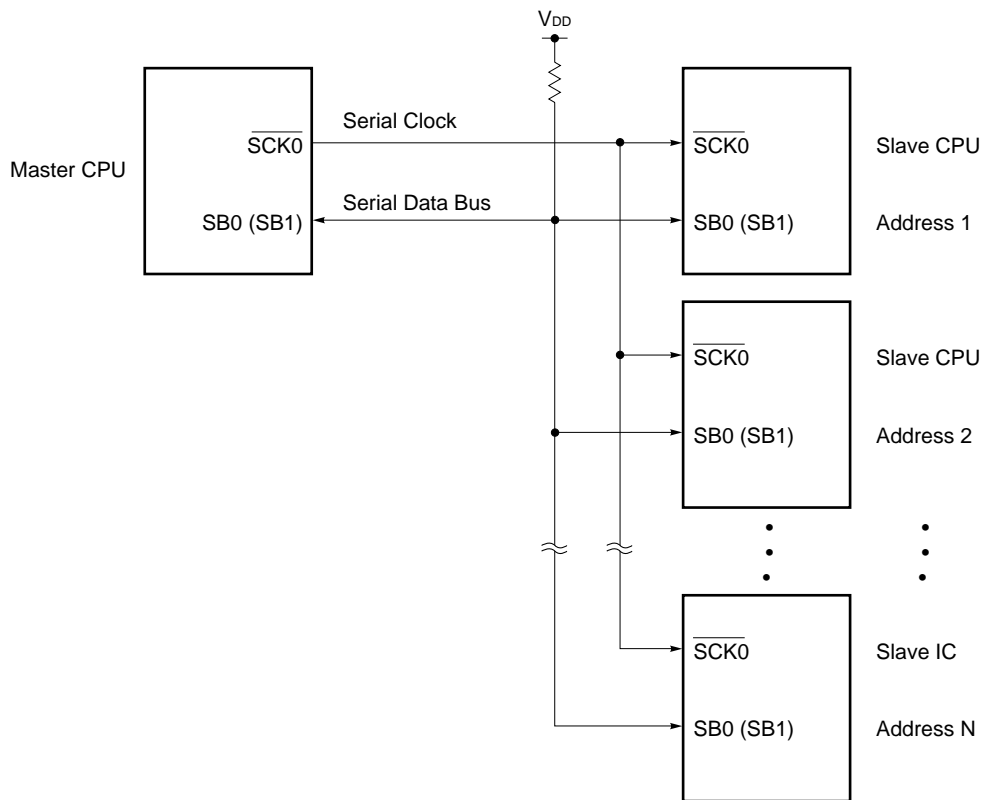 VDD
Serial Clock
SCK0
SCK0
Slave CPU
Master CPU
Serial Data Bus
SB0 (SB1)
SB0 (SB1)
Address 1
SCK0
Slave CPU
SB0 (SB1)
Address 2
SCK0
Slave IC
SB0 (SB1)
Address N